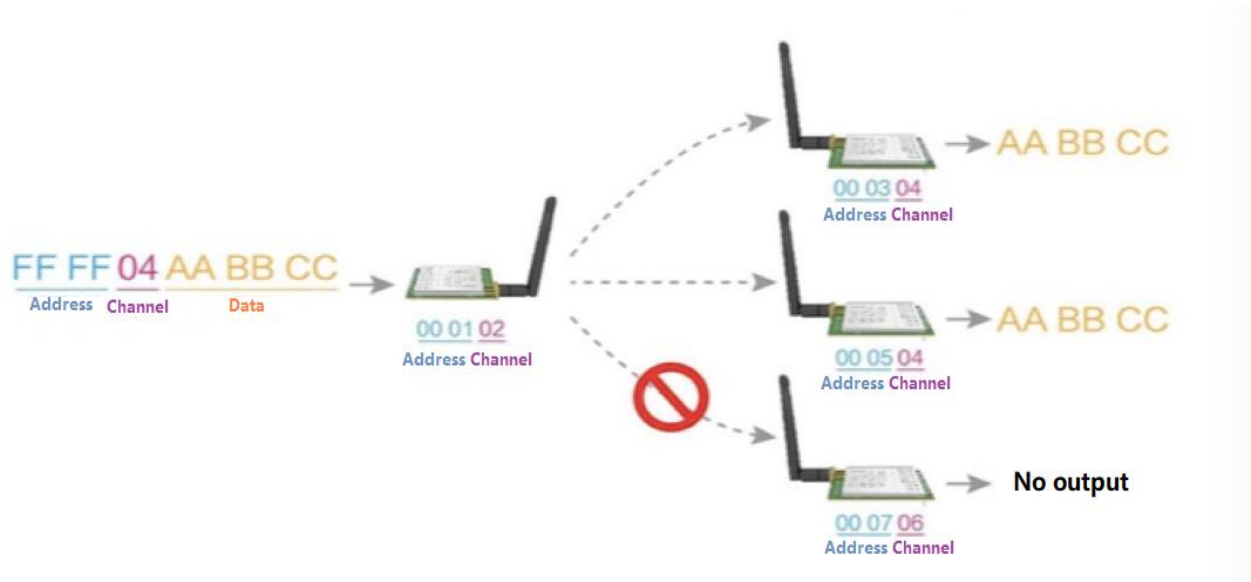 FF FF 04 AA BB CC
Address Channel Data
00 01 02
Address Channel
00 03 04
Address Channel
AA BB CC
00 05 04
Address Channel
AA BB CC
00 07 06
Address Channel
No output